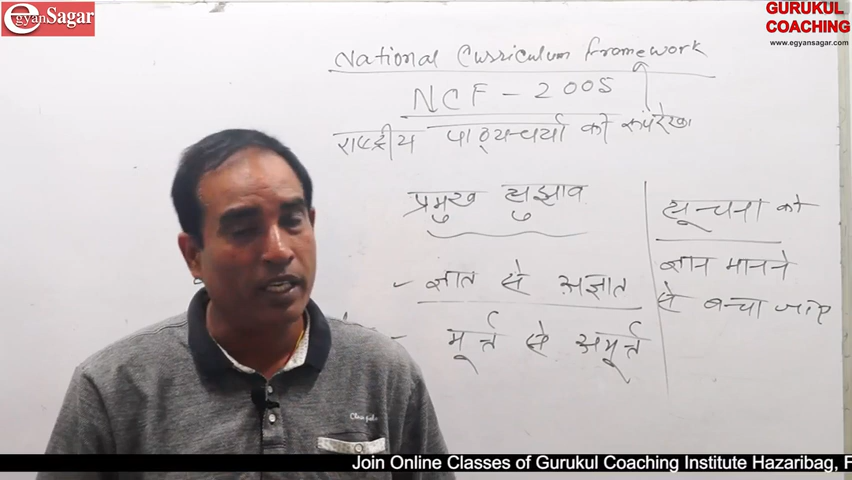 egyanSagar
GURUKUL
COACHING
www.egyansagar.com
National Curriculum Framework
NCF - 2005
राष्ट्रीय पाठ्यचर्या की रूपरेखा
प्रमुख सुझाव
- ज्ञात से अज्ञात
- मूर्त्त से अमूर्त्त
सूचना को
ज्ञान मानने
से बचा जाए
Join Online Classes of Gurukul Coaching Institute Hazaribag, F